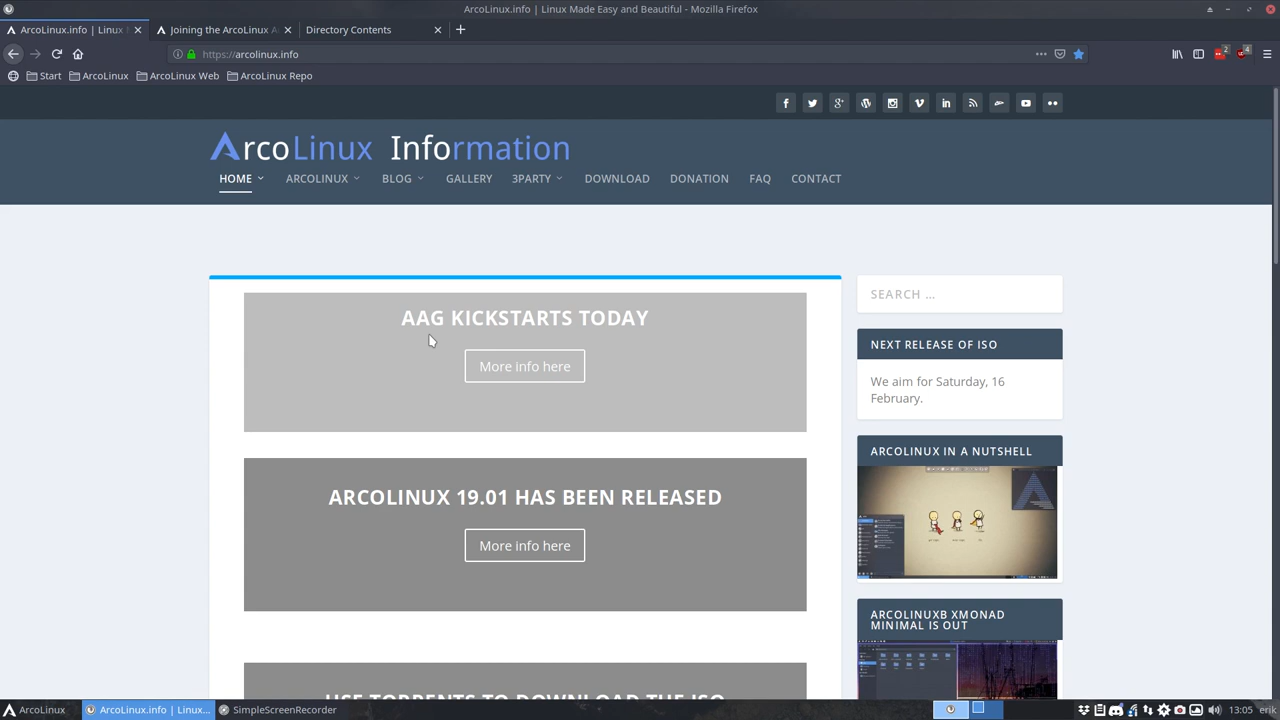 ArcoLinux.info | Linux Made Easy and Beautiful - Mozilla Firefox
ArcoLinux.info | Linux
Joining the ArcoLinux
Directory Contents
https://arcolinux.info
2
4
Start
ArcoLinux
ArcoLinux Web
ArcoLinux Repo
ArcoLinux Information
HOME
ARCOLINUX
BLOG
GALLERY
3PARTY
DOWNLOAD
DONATION
FAQ
CONTACT
AAG KICKSTARTS TODAY
More info here
ARCOLINUX 19.01 HAS BEEN RELEASED
More info here
USE TORRENTS TO DOWNLOAD THE ISO
SEARCH …
NEXT RELEASE OF ISO
We aim for Saturday, 16
February.
ARCOLINUX IN A NUTSHELL
ARCOLINUXB XMONAD
MINIMAL IS OUT
ArcoLinux
ArcoLinux.info | Linux...
SimpleScreenRecorder
13:05
erik